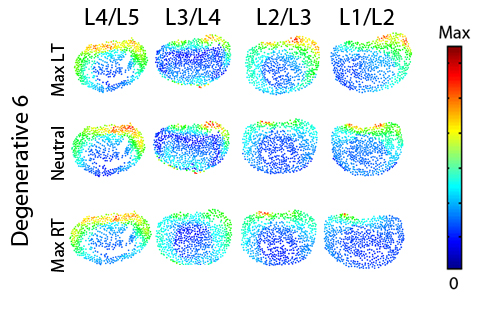 L4/L5 L3/L4 L2/L3 L1/L2
Max
Degenerative 6
Max LT
Neutral
Max RT
0